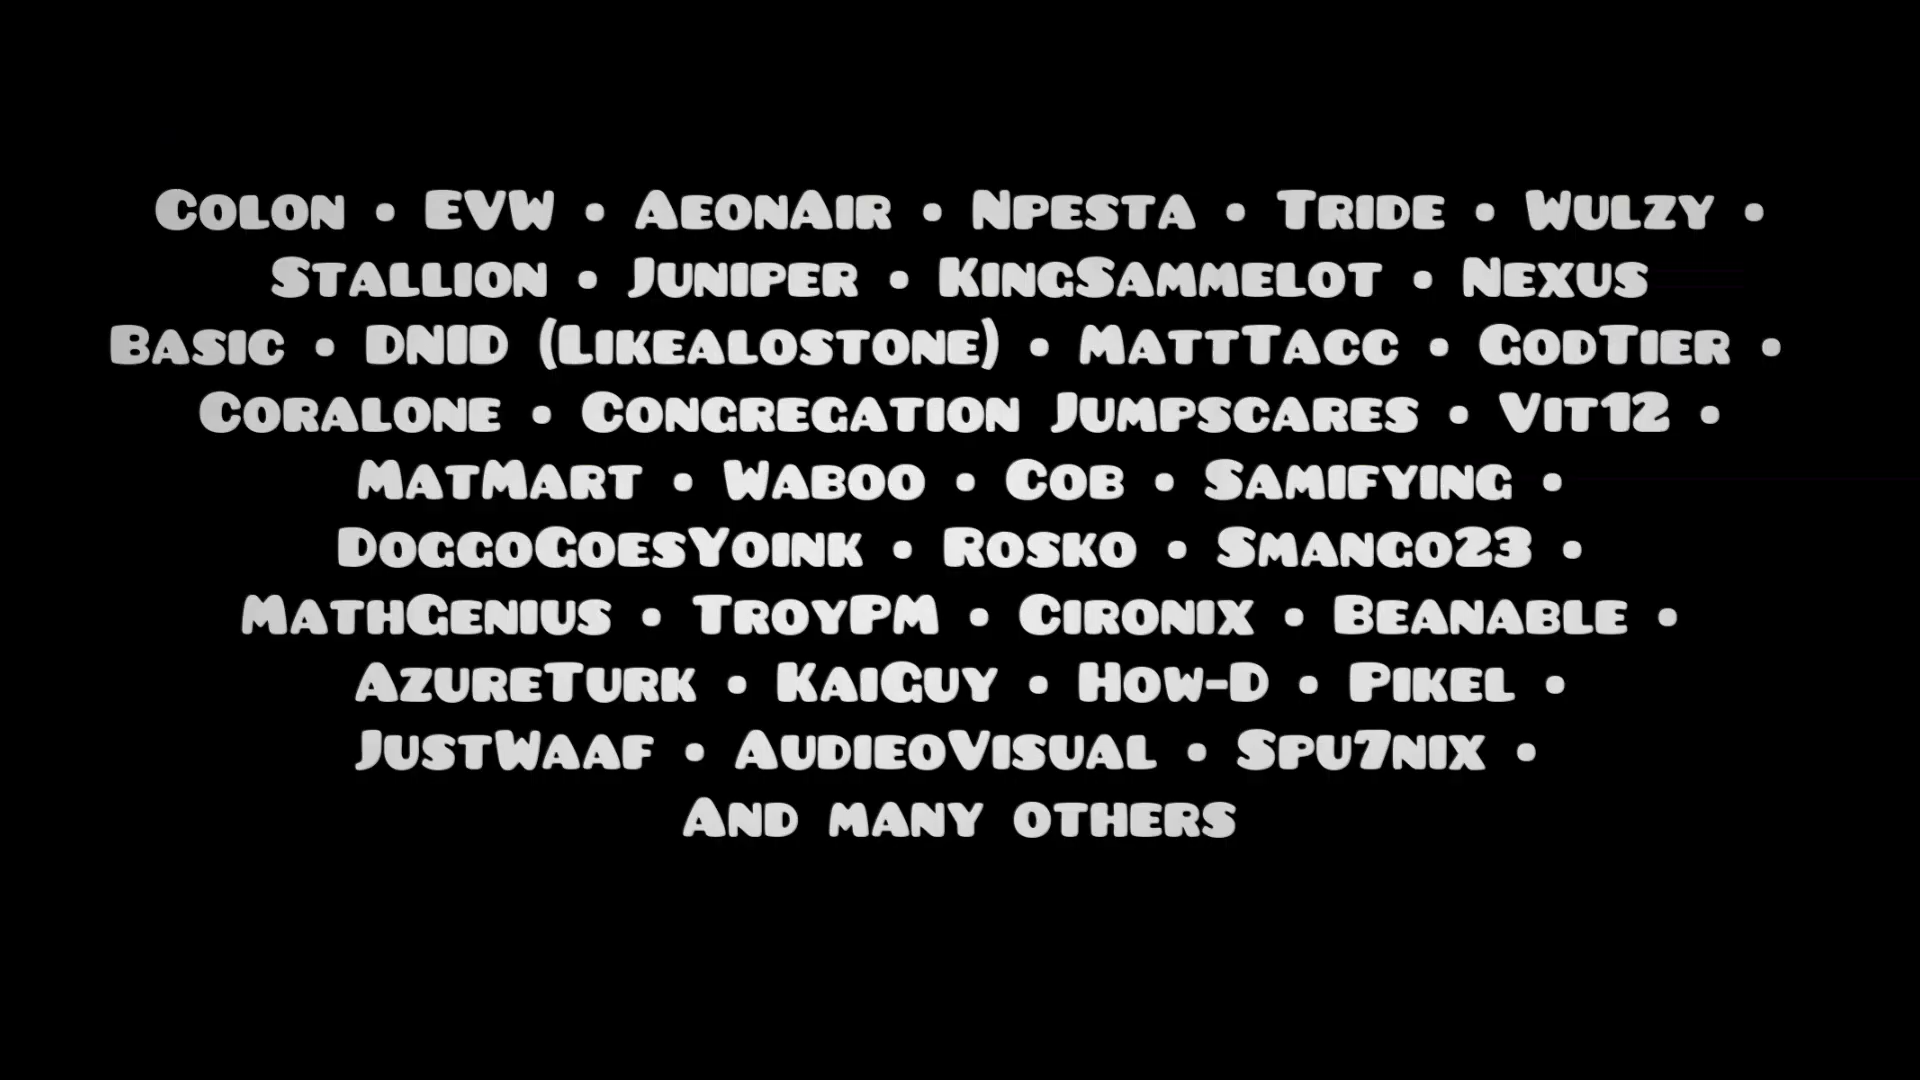 Colon • EVW • AeonAir • Npesta • Tride • Wulzy •
Stallion • Juniper • KingSammelot • Nexus
Basic • DNID (Likealostone) • MattTacc • GodTier •
Coralone • Congregation Jumpscares • Vit12 •
MatMart • Waboo • Cob • Samifying •
DoggoGoesYoink • Rosko • Smango23 •
MathGenius • TroyPM • Cironix • Beanable •
AzureTurk • KaiGuy • How-D • Pikel •
JustWaaf • AudieoVisual • Spu7nix •
And many others